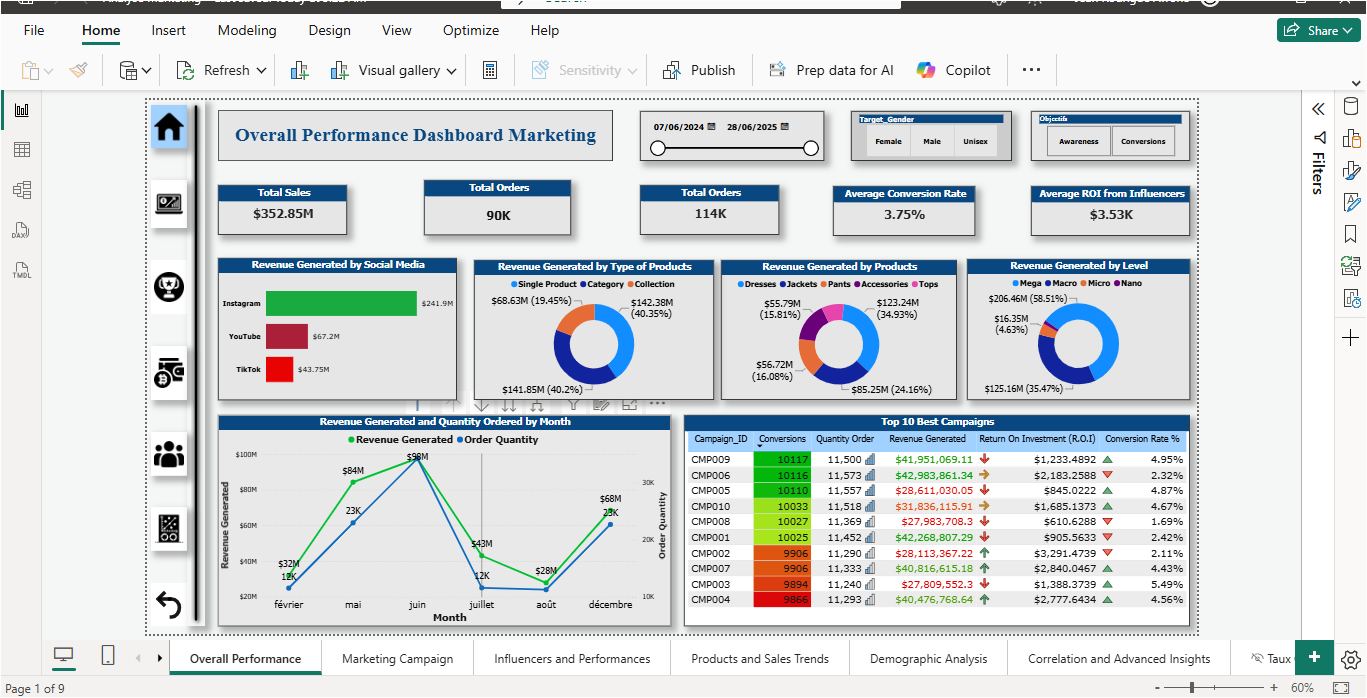 File Home Insert Modeling Design View Optimize Help Share
Refresh Visual gallery Sensitivity Publish Prep data for AI Copilot
Overall Performance Dashboard Marketing
07/06/2024 28/06/2025
Target_Gender
Female Male Unisex
Objectifs
Awareness Conversions
Filters
Total Sales
$352.85M
Total Orders
90K
Total Orders
114K
Average Conversion Rate
3.75%
Average ROI from Influencers
$3.53K
Revenue Generated by Social Media
Instagram $241.9M
YouTube $67.2M
TikTok $43.75M
Revenue Generated by Type of Products
Single Product Category Collection
$68.63M (19.45%)
$142.38M
(40.35%)
$141.85M (40.2%)
Revenue Generated by Products
Dresses Jackets Pants Accessories Tops
$55.79M
(15.81%)
$123.24M
(34.93%)
$56.72M
(16.08%)
$85.25M (24.16%)
Revenue Generated by Level
Mega Macro Micro Nano
$206.46M (58.51%)
$16.35M
(4.63%)
$125.16M (35.47%)
Revenue Generated and Quantity Ordered by Month
Revenue Generated Order Quantity
Revenue Generated
$100M
$80M
$60M
$40M
$20M
$32M
12K
$84M
23K
$98M
$43M
12K
$28M
$68M
23K
30K
20K
10K
Order Quantity
février mai juin juillet août décembre
Month
Top 10 Best Campaigns
Campaign_ID Conversions Quantity Order Revenue Generated Return On Investment (R.O.I) Conversion Rate %
CMP009 10117 11,500 $41,951,069.11 $1,233.4892 4.95%
CMP006 10116 11,573 $42,983,861.34 $2,183.2588 2.32%
CMP005 10110 11,557 $28,611,030.05 $845.0222 4.87%
CMP010 10033 11,518 $31,836,115.91 $1,685.1373 4.67%
CMP008 10027 11,369 $27,983,708.3 $610.6288 1.69%
CMP001 10025 11,452 $42,268,807.29 $905.5633 2.42%
CMP002 9906 11,290 $28,113,367.22 $3,291.4739 2.11%
CMP007 9906 11,333 $40,816,615.18 $2,840.0467 4.43%
CMP003 9894 11,240 $27,809,552.3 $1,388.3739 5.49%
CMP004 9866 11,293 $40,476,768.64 $2,777.6434 4.56%
DAX
TMDL
Overall Performance Marketing Campaign Influencers and Performances Products and Sales Trends Demographic Analysis Correlation and Advanced Insights Taux
Page 1 of 9 - + 60%